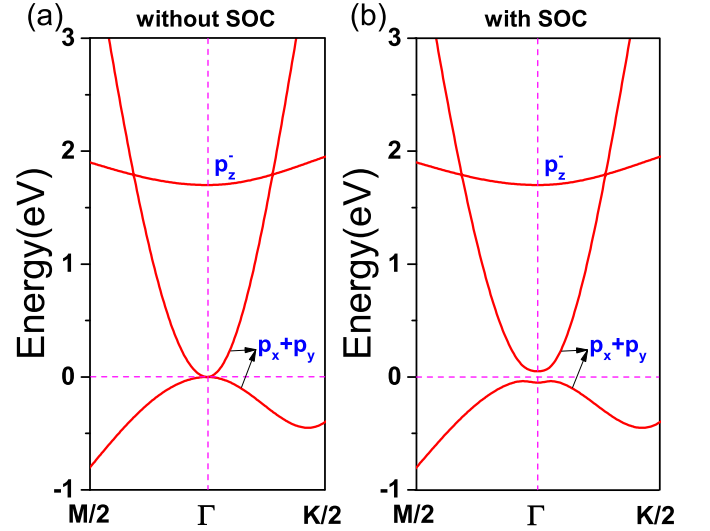 (a) without SOC
Energy(eV)
3
2
1
0
-1
p_z^-
p_x+p_y
M/2 Γ K/2
(b) with SOC
Energy(eV)
3
2
1
0
-1
p_z^-
p_x+p_y
M/2 Γ K/2